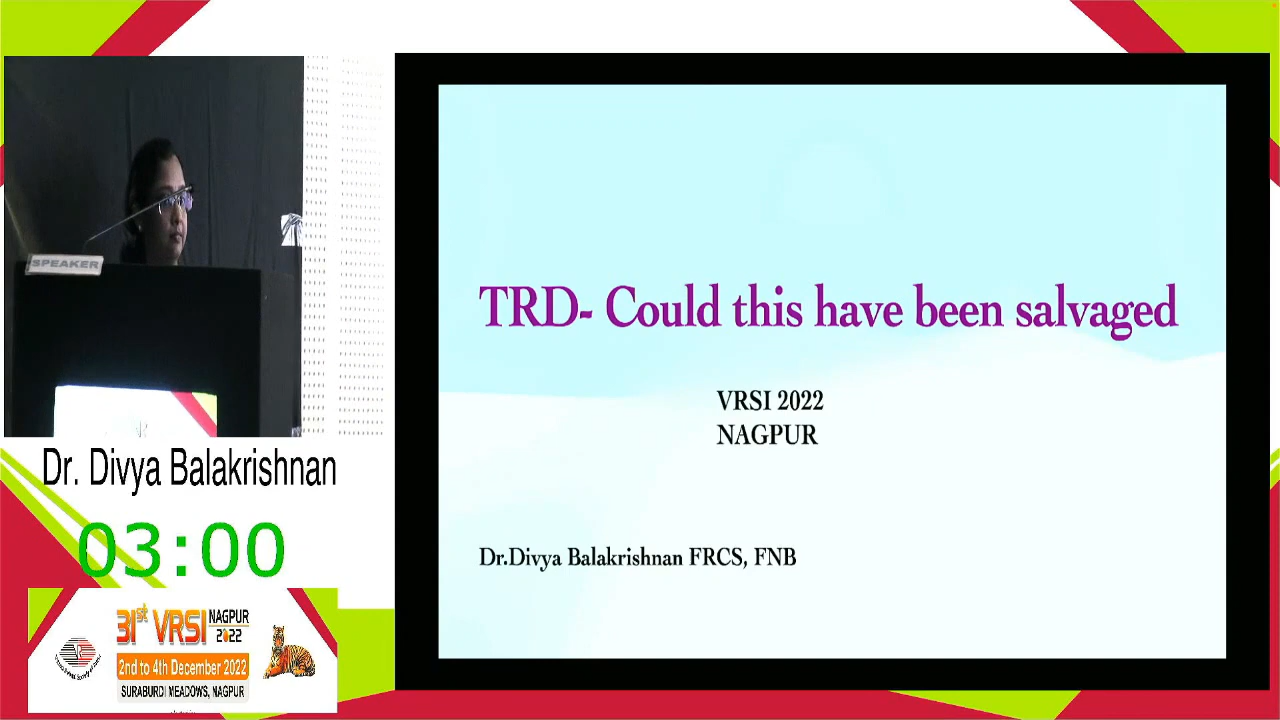 SPEAKER
Dr. Divya Balakrishnan
03:00
31st VRSI NAGPUR 2022
2nd to 4th December 2022
SURABURDI MEADOWS, NAGPUR
TRD- Could this have been salvaged
VRSI 2022
NAGPUR
Dr.Divya Balakrishnan FRCS, FNB